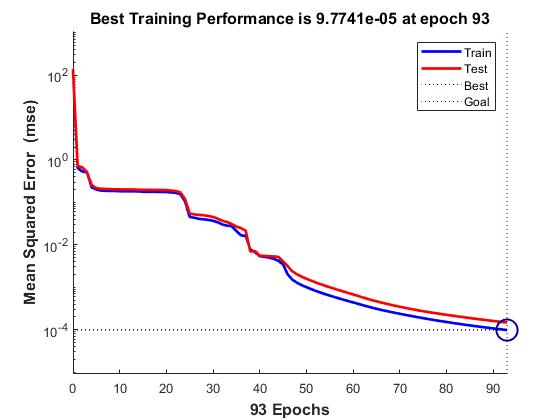 Best Training Performance is 9.7741e-05 at epoch 93
Train
Test
Best
Goal
Mean Squared Error (mse)
10^2
10^0
10^-2
10^-4
0 10 20 30 40 50 60 70 80 90
93 Epochs